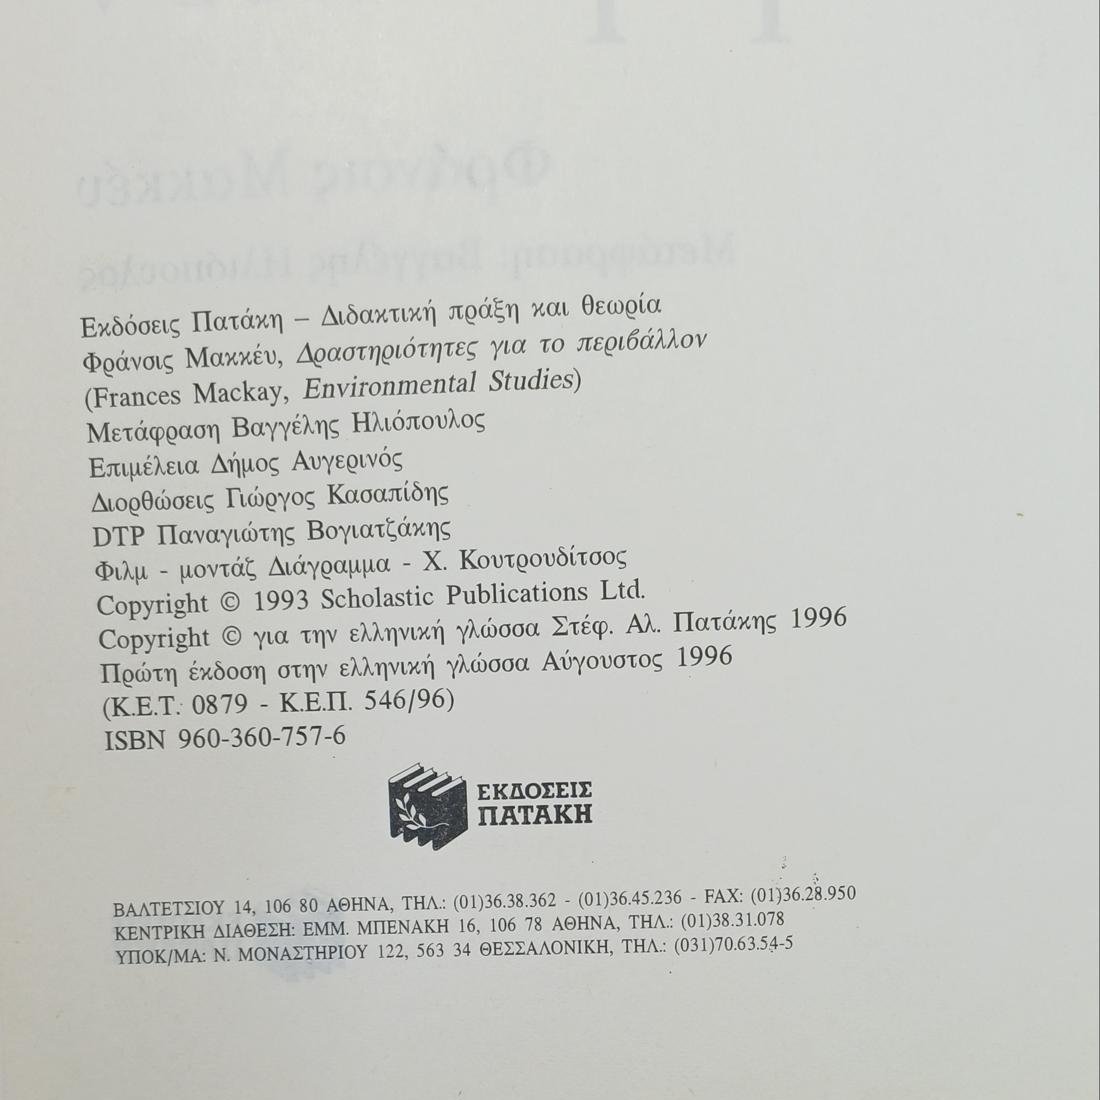 Εκδόσεις Πατάκη – Διδακτική πράξη και θεωρία
Φράνσις Μακκέυ, Δραστηριότητες για το περιβάλλον
(Frances Mackay, Environmental Studies)
Μετάφραση Βαγγέλης Ηλιόπουλος
Επιμέλεια Δήμος Αυγερινός
Διορθώσεις Γιώργος Κασαπίδης
DTP Παναγιώτης Βογιατζάκης
Φιλμ - μοντάζ Διάγραμμα - Χ. Κουτρουδίτσος
Copyright © 1993 Scholastic Publications Ltd.
Copyright © για την ελληνική γλώσσα Στέφ. Αλ. Πατάκης 1996
Πρώτη έκδοση στην ελληνική γλώσσα Αύγουστος 1996
(Κ.Ε.Τ. 0879 - Κ.Ε.Π. 546/96)
ISBN 960-360-757-6
ΕΚΔΟΣΕΙΣ
ΠΑΤΑΚΗ
ΒΑΛΤΕΤΣΙΟΥ 14, 106 80 ΑΘΗΝΑ, ΤΗΛ.: (01)36.38.362 - (01)36.45.236 - FAX: (01)36.28.950
ΚΕΝΤΡΙΚΗ ΔΙΑΘΕΣΗ: ΕΜΜ. ΜΠΕΝΑΚΗ 16, 106 78 ΑΘΗΝΑ, ΤΗΛ.: (01)38.31.078
ΥΠΟΚ/ΜΑ: Ν. ΜΟΝΑΣΤΗΡΙΟΥ 122, 563 34 ΘΕΣΣΑΛΟΝΙΚΗ, ΤΗΛ.: (031)70.63.54-5